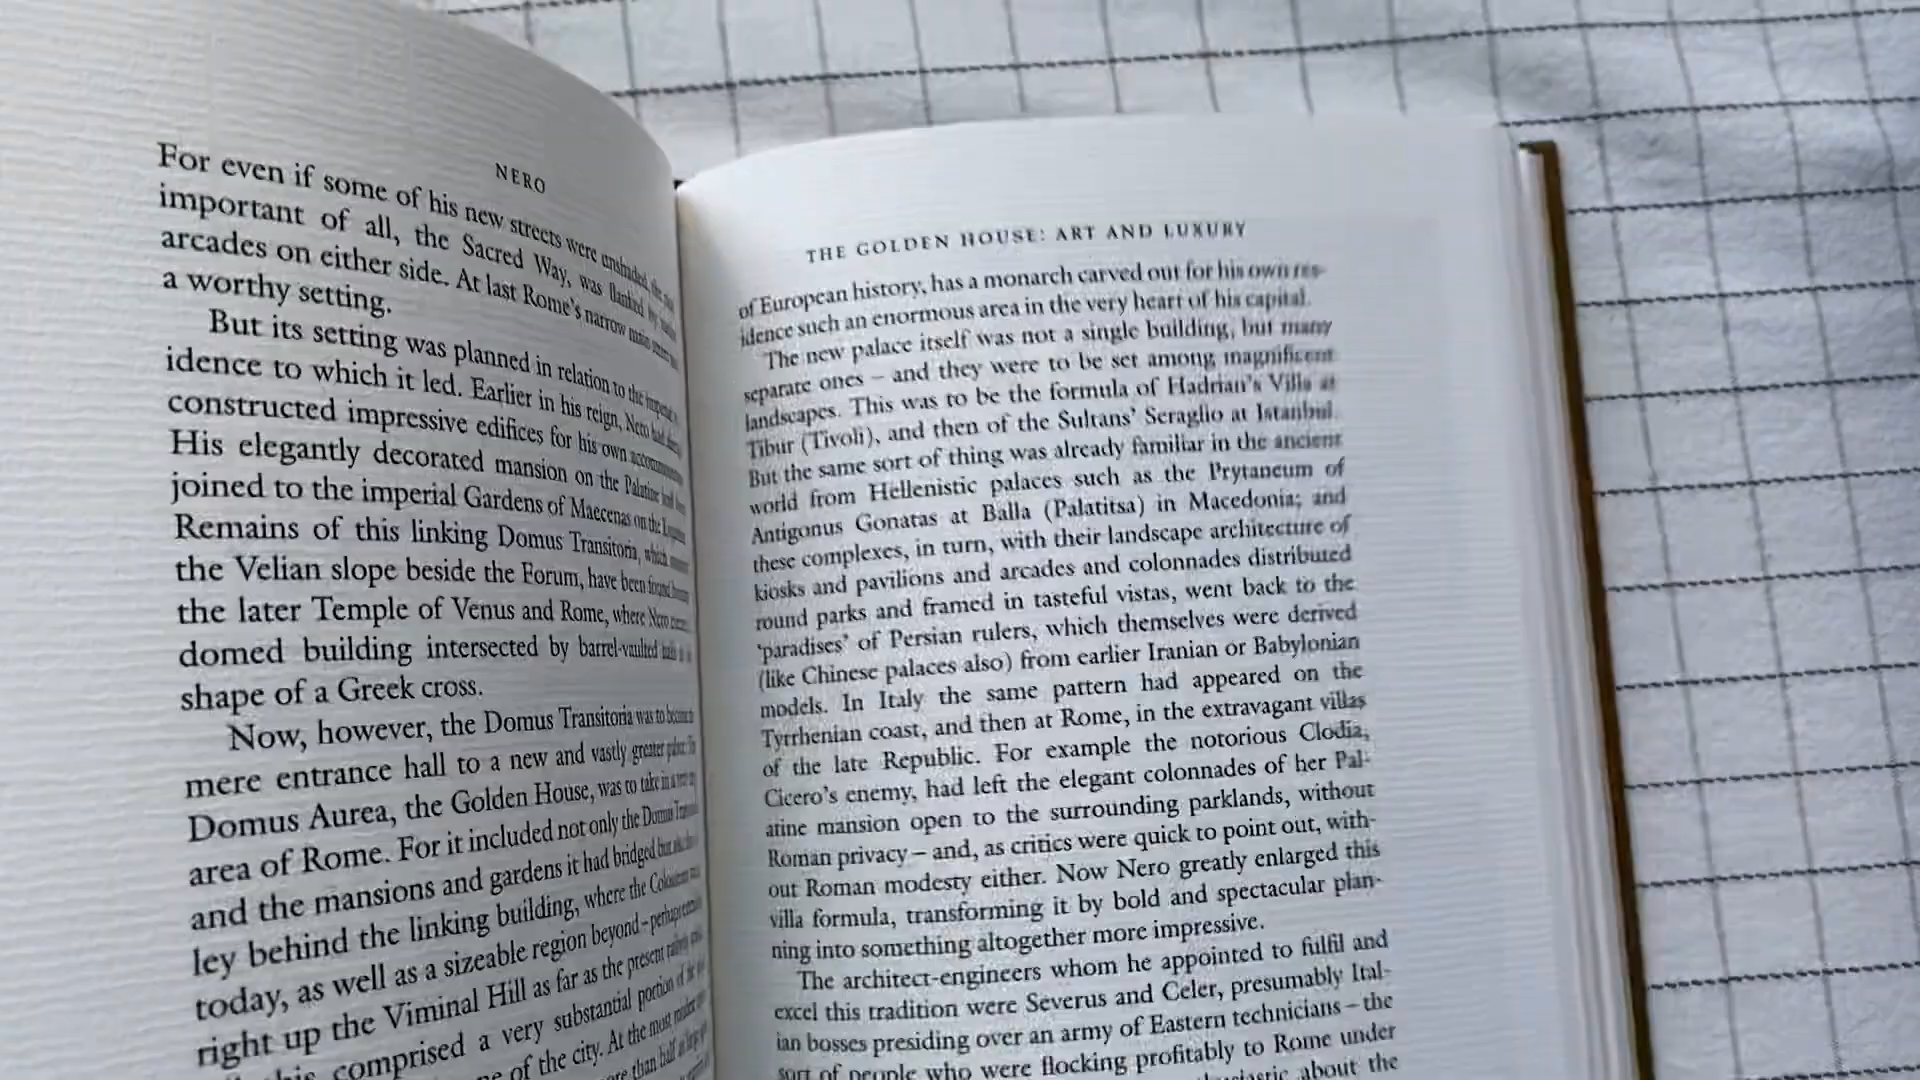 NERO
For even if some of his new streets were unshaded, the
important of all, the Sacred Way, was flanked by
arcades on either side. At last Rome's narrow main
a worthy setting.
But its setting was planned in relation to the
idence to which it led. Earlier in his reign, Nero had
constructed impressive edifices for his own
His elegantly decorated mansion on the Palatine had
joined to the imperial Gardens of Maecenas on the
Remains of this linking Domus Transitoria, which
the Velian slope beside the Forum, have been found
the later Temple of Venus and Rome, where Nero
domed building intersected by barrel-vaulted
shape of a Greek cross.
Now, however, the Domus Transitoria was to become
mere entrance hall to a new and vastly greater
Domus Aurea, the Golden House, was to take in a
area of Rome. For it included not only the Domus
and the mansions and gardens it had bridged but also
ley behind the linking building, where the Colosseum
today, as well as a sizeable region beyond – perhaps
right up the Viminal Hill as far as the present
comprised a very substantial portion of the
of the city. At the most
than half as
THE GOLDEN HOUSE: ART AND LUXURY
of European history, has a monarch carved out for his own res-
idence such an enormous area in the very heart of his capital.
The new palace itself was not a single building, but many
separate ones – and they were to be set among magnificent
landscapes. This was to be the formula of Hadrian's Villa at
Tibur (Tivoli), and then of the Sultans' Seraglio at Istanbul.
But the same sort of thing was already familiar in the ancient
world from Hellenistic palaces such as the Prytaneum of
Antigonus Gonatas at Balla (Palatitsa) in Macedonia; and
these complexes, in turn, with their landscape architecture of
kiosks and pavilions and arcades and colonnades distributed
round parks and framed in tasteful vistas, went back to the
'paradises' of Persian rulers, which themselves were derived
(like Chinese palaces also) from earlier Iranian or Babylonian
models. In Italy the same pattern had appeared on the
Tyrrhenian coast, and then at Rome, in the extravagant villas
of the late Republic. For example the notorious Clodia,
Cicero's enemy, had left the elegant colonnades of her Pal-
atine mansion open to the surrounding parklands, without
Roman privacy – and, as critics were quick to point out, with-
out Roman modesty either. Now Nero greatly enlarged this
villa formula, transforming it by bold and spectacular plan-
ning into something altogether more impressive.
The architect-engineers whom he appointed to fulfil and
excel this tradition were Severus and Celer, presumably Ital-
ian bosses presiding over an army of Eastern technicians – the
sort of people who were flocking profitably to Rome under
about the